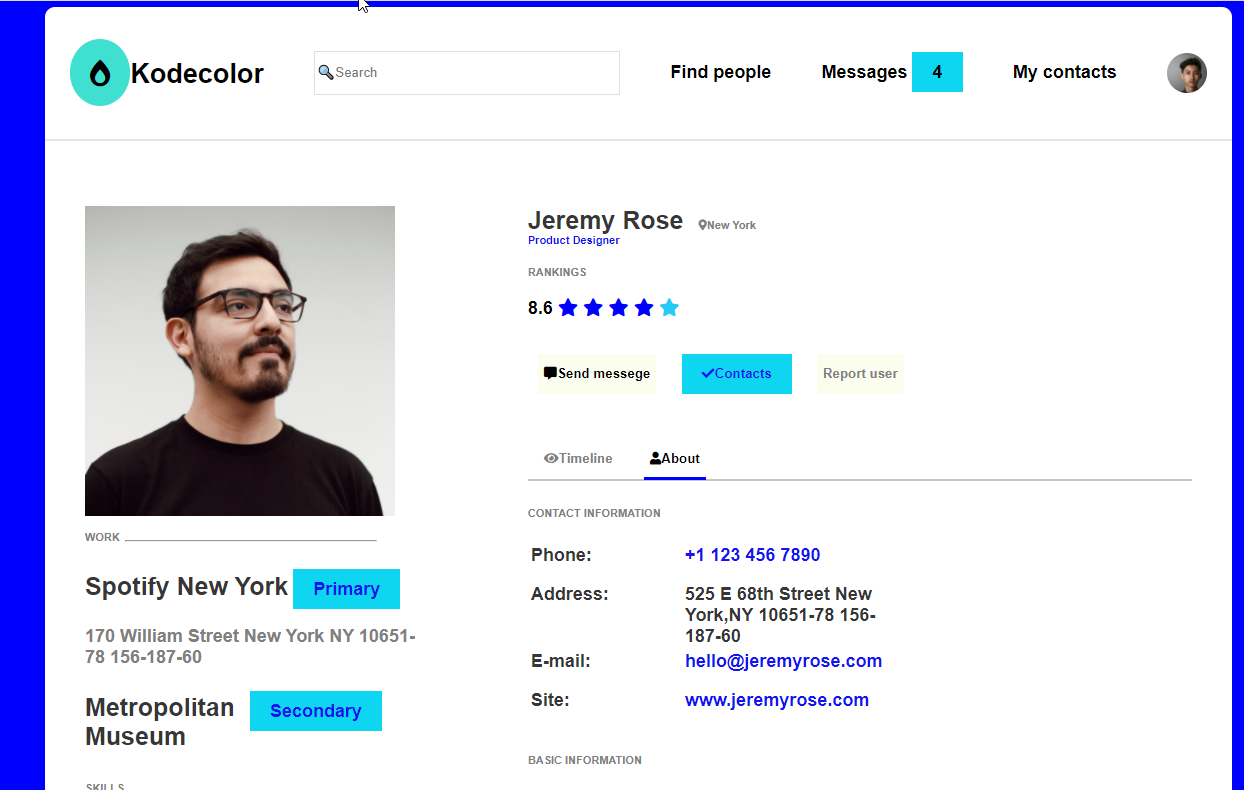 Kodecolor
Search
Find people
Messages 4
My contacts
Jeremy Rose New York
Product Designer
RANKINGS
8.6
Send messege
Contacts
Report user
Timeline
About
CONTACT INFORMATION
Phone: +1 123 456 7890
Address: 525 E 68th Street New
York,NY 10651-78 156-
187-60
E-mail: hello@jeremyrose.com
Site: www.jeremyrose.com
BASIC INFORMATION
WORK
Spotify New York Primary
170 William Street New York NY 10651-
78 156-187-60
Metropolitan Secondary
Museum
SKILLS